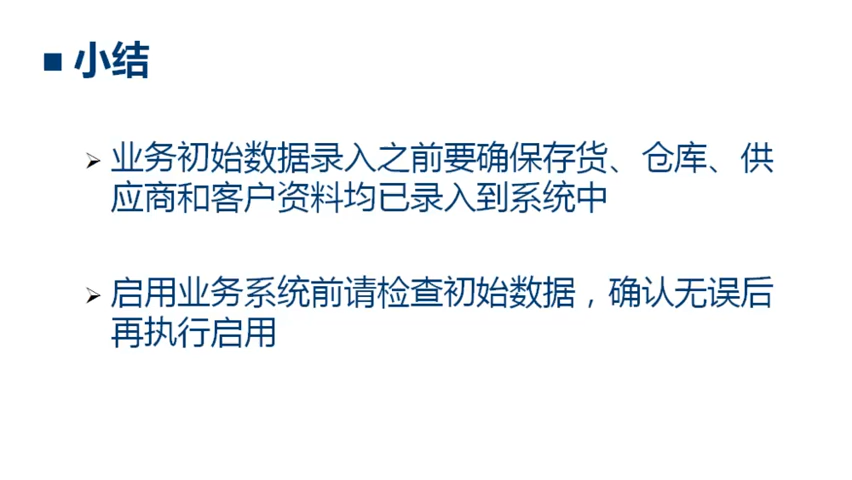 ■ 小结
➢ 业务初始数据录入之前要确保存货、仓库、供
应商和客户资料均已录入到系统中
➢ 启用业务系统前请检查初始数据，确认无误后
再执行启用